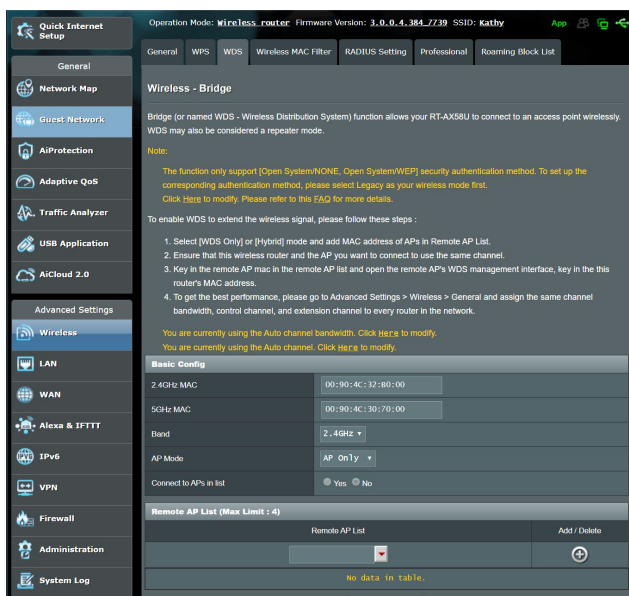 Quick Internet
Setup
General
Network Map
Guest Network
AiProtection
Adaptive QoS
Traffic Analyzer
USB Application
AiCloud 2.0
Advanced Settings
Wireless
LAN
WAN
Alexa & IFTTT
IPv6
VPN
Firewall
Administration
System Log
Operation Mode: Wireless router Firmware Version: 3.0.0.4.384_7739 SSID: Kathy App
General WPS WDS Wireless MAC Filter RADIUS Setting Professional Roaming Block List
Wireless - Bridge
Bridge (or named WDS - Wireless Distribution System) function allows your RT-AX58U to connect to an access point wirelessly.
WDS may also be considered a repeater mode.
Note:
The function only support [Open System/NONE, Open System/WEP] security authentication method. To set up the
corresponding authentication method, please select Legacy as your wireless mode first.
Click Here to modify. Please refer to this FAQ for more details.
To enable WDS to extend the wireless signal, please follow these steps :
1. Select [WDS Only] or [Hybrid] mode and add MAC address of APs in Remote AP List.
2. Ensure that this wireless router and the AP you want to connect to use the same channel.
3. Key in the remote AP mac in the remote AP list and open the remote AP's WDS management interface, key in the this
router's MAC address.
4. To get the best performance, please go to Advanced Settings > Wireless > General and assign the same channel
bandwidth, control channel, and extension channel to every router in the network.
You are currently using the Auto channel bandwidth. Click Here to modify.
You are currently using the Auto channel. Click Here to modify.
Basic Config
2.4GHz MAC 00:90:4C:32:B0:00
5GHz MAC 00:90:4C:30:70:00
Band 2.4GHz
AP Mode AP Only
Connect to APs in list Yes No
Remote AP List (Max Limit : 4)
Remote AP List Add / Delete
No data in table.